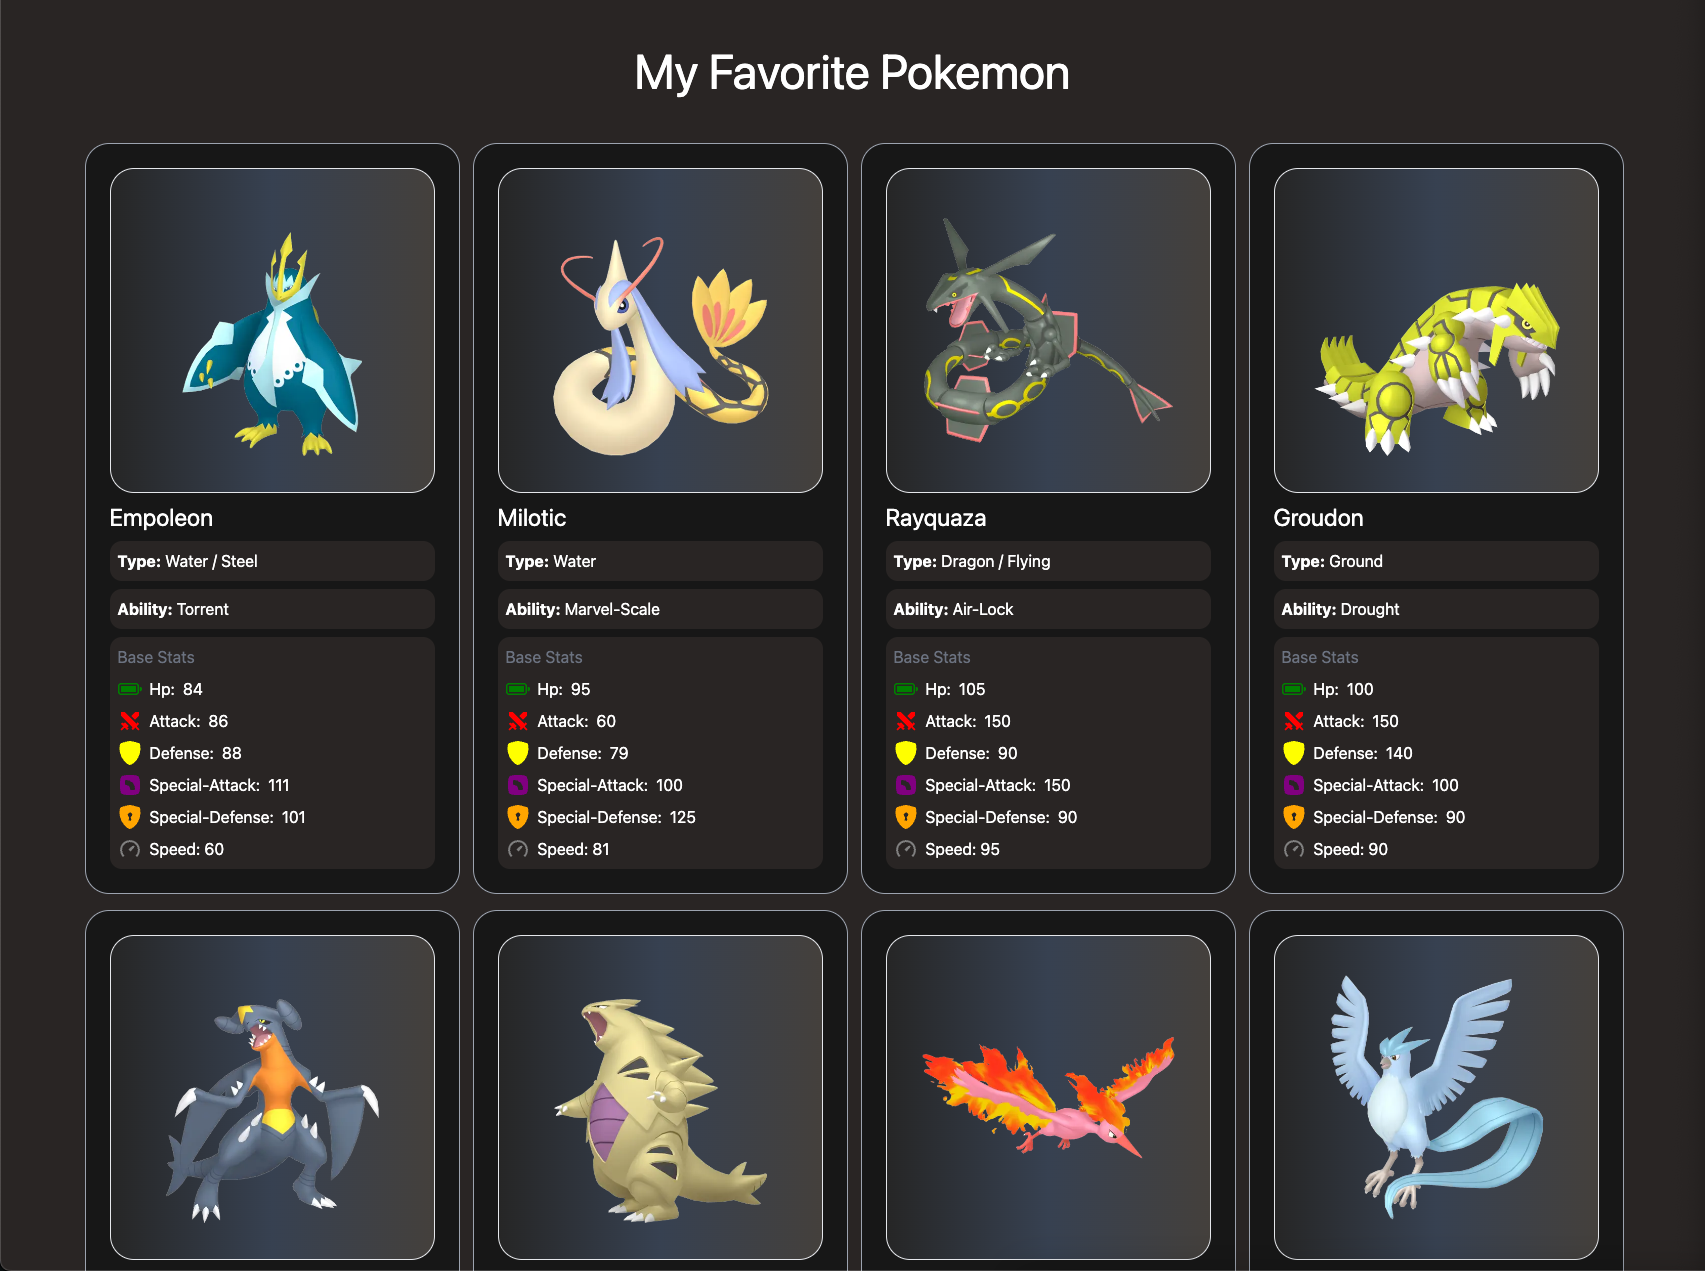 My Favorite Pokemon
Empoleon
Type: Water / Steel
Ability: Torrent
Base Stats
Hp: 84
Attack: 86
Defense: 88
Special-Attack: 111
Special-Defense: 101
Speed: 60
Milotic
Type: Water
Ability: Marvel-Scale
Base Stats
Hp: 95
Attack: 60
Defense: 79
Special-Attack: 100
Special-Defense: 125
Speed: 81
Rayquaza
Type: Dragon / Flying
Ability: Air-Lock
Base Stats
Hp: 105
Attack: 150
Defense: 90
Special-Attack: 150
Special-Defense: 90
Speed: 95
Groudon
Type: Ground
Ability: Drought
Base Stats
Hp: 100
Attack: 150
Defense: 140
Special-Attack: 100
Special-Defense: 90
Speed: 90